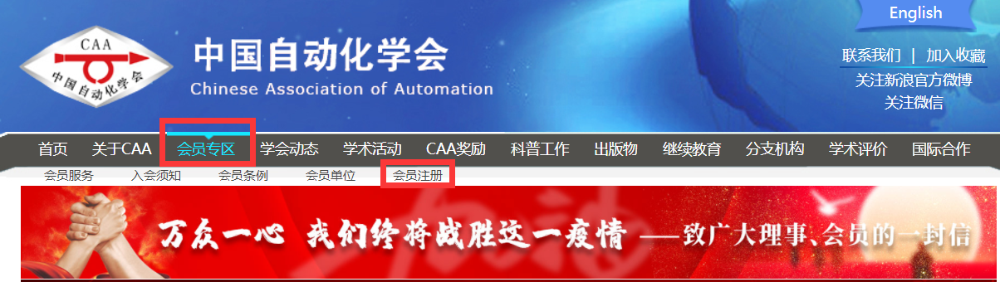 English
CAA
中国自动化学会
中国自动化学会
Chinese Association of Automation
联系我们 | 加入收藏
关注新浪官方微博
关注微信
首页 关于CAA 会员专区 学会动态 学术活动 CAA奖励 科普工作 出版物 继续教育 分支机构 学术评价 国际合作
会员服务 入会须知 会员条例 会员单位 会员注册
万众一心 我们终将战胜这一疫情 ——致广大理事、会员的一封信